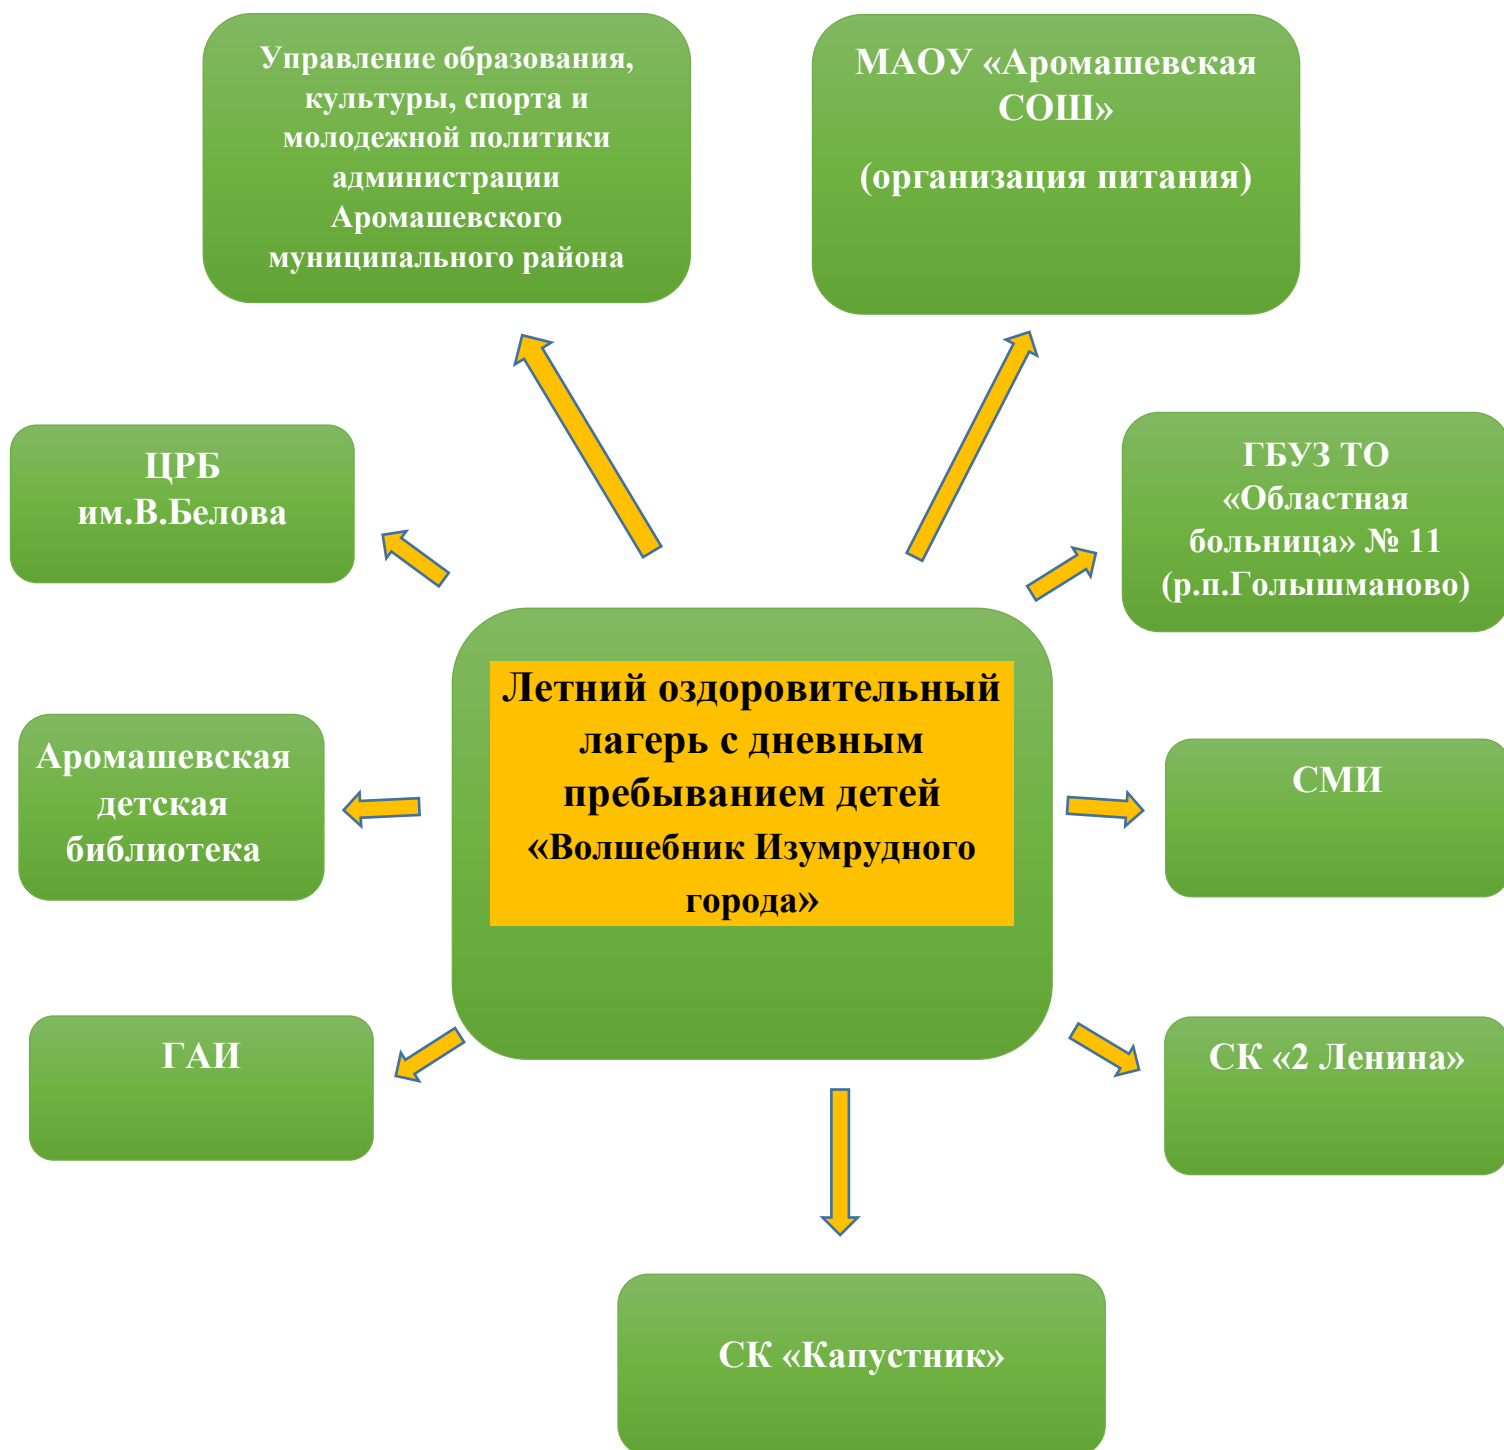 Управление образования,
культуры, спорта и
молодежной политики
администрации
Аромашевского
муниципального района
МАОУ «Аромашевская
СОШ»
(организация питания)
ЦРБ
им.В.Белова
ГБУЗ ТО
«Областная
больница» № 11
(р.п.Голышманово)
Летний оздоровительный
лагерь с дневным
пребыванием детей
«Волшебник Изумрудного
города»
Аромашевская
детская
библиотека
СМИ
ГАИ
СК «2 Ленина»
СК «Капустник»